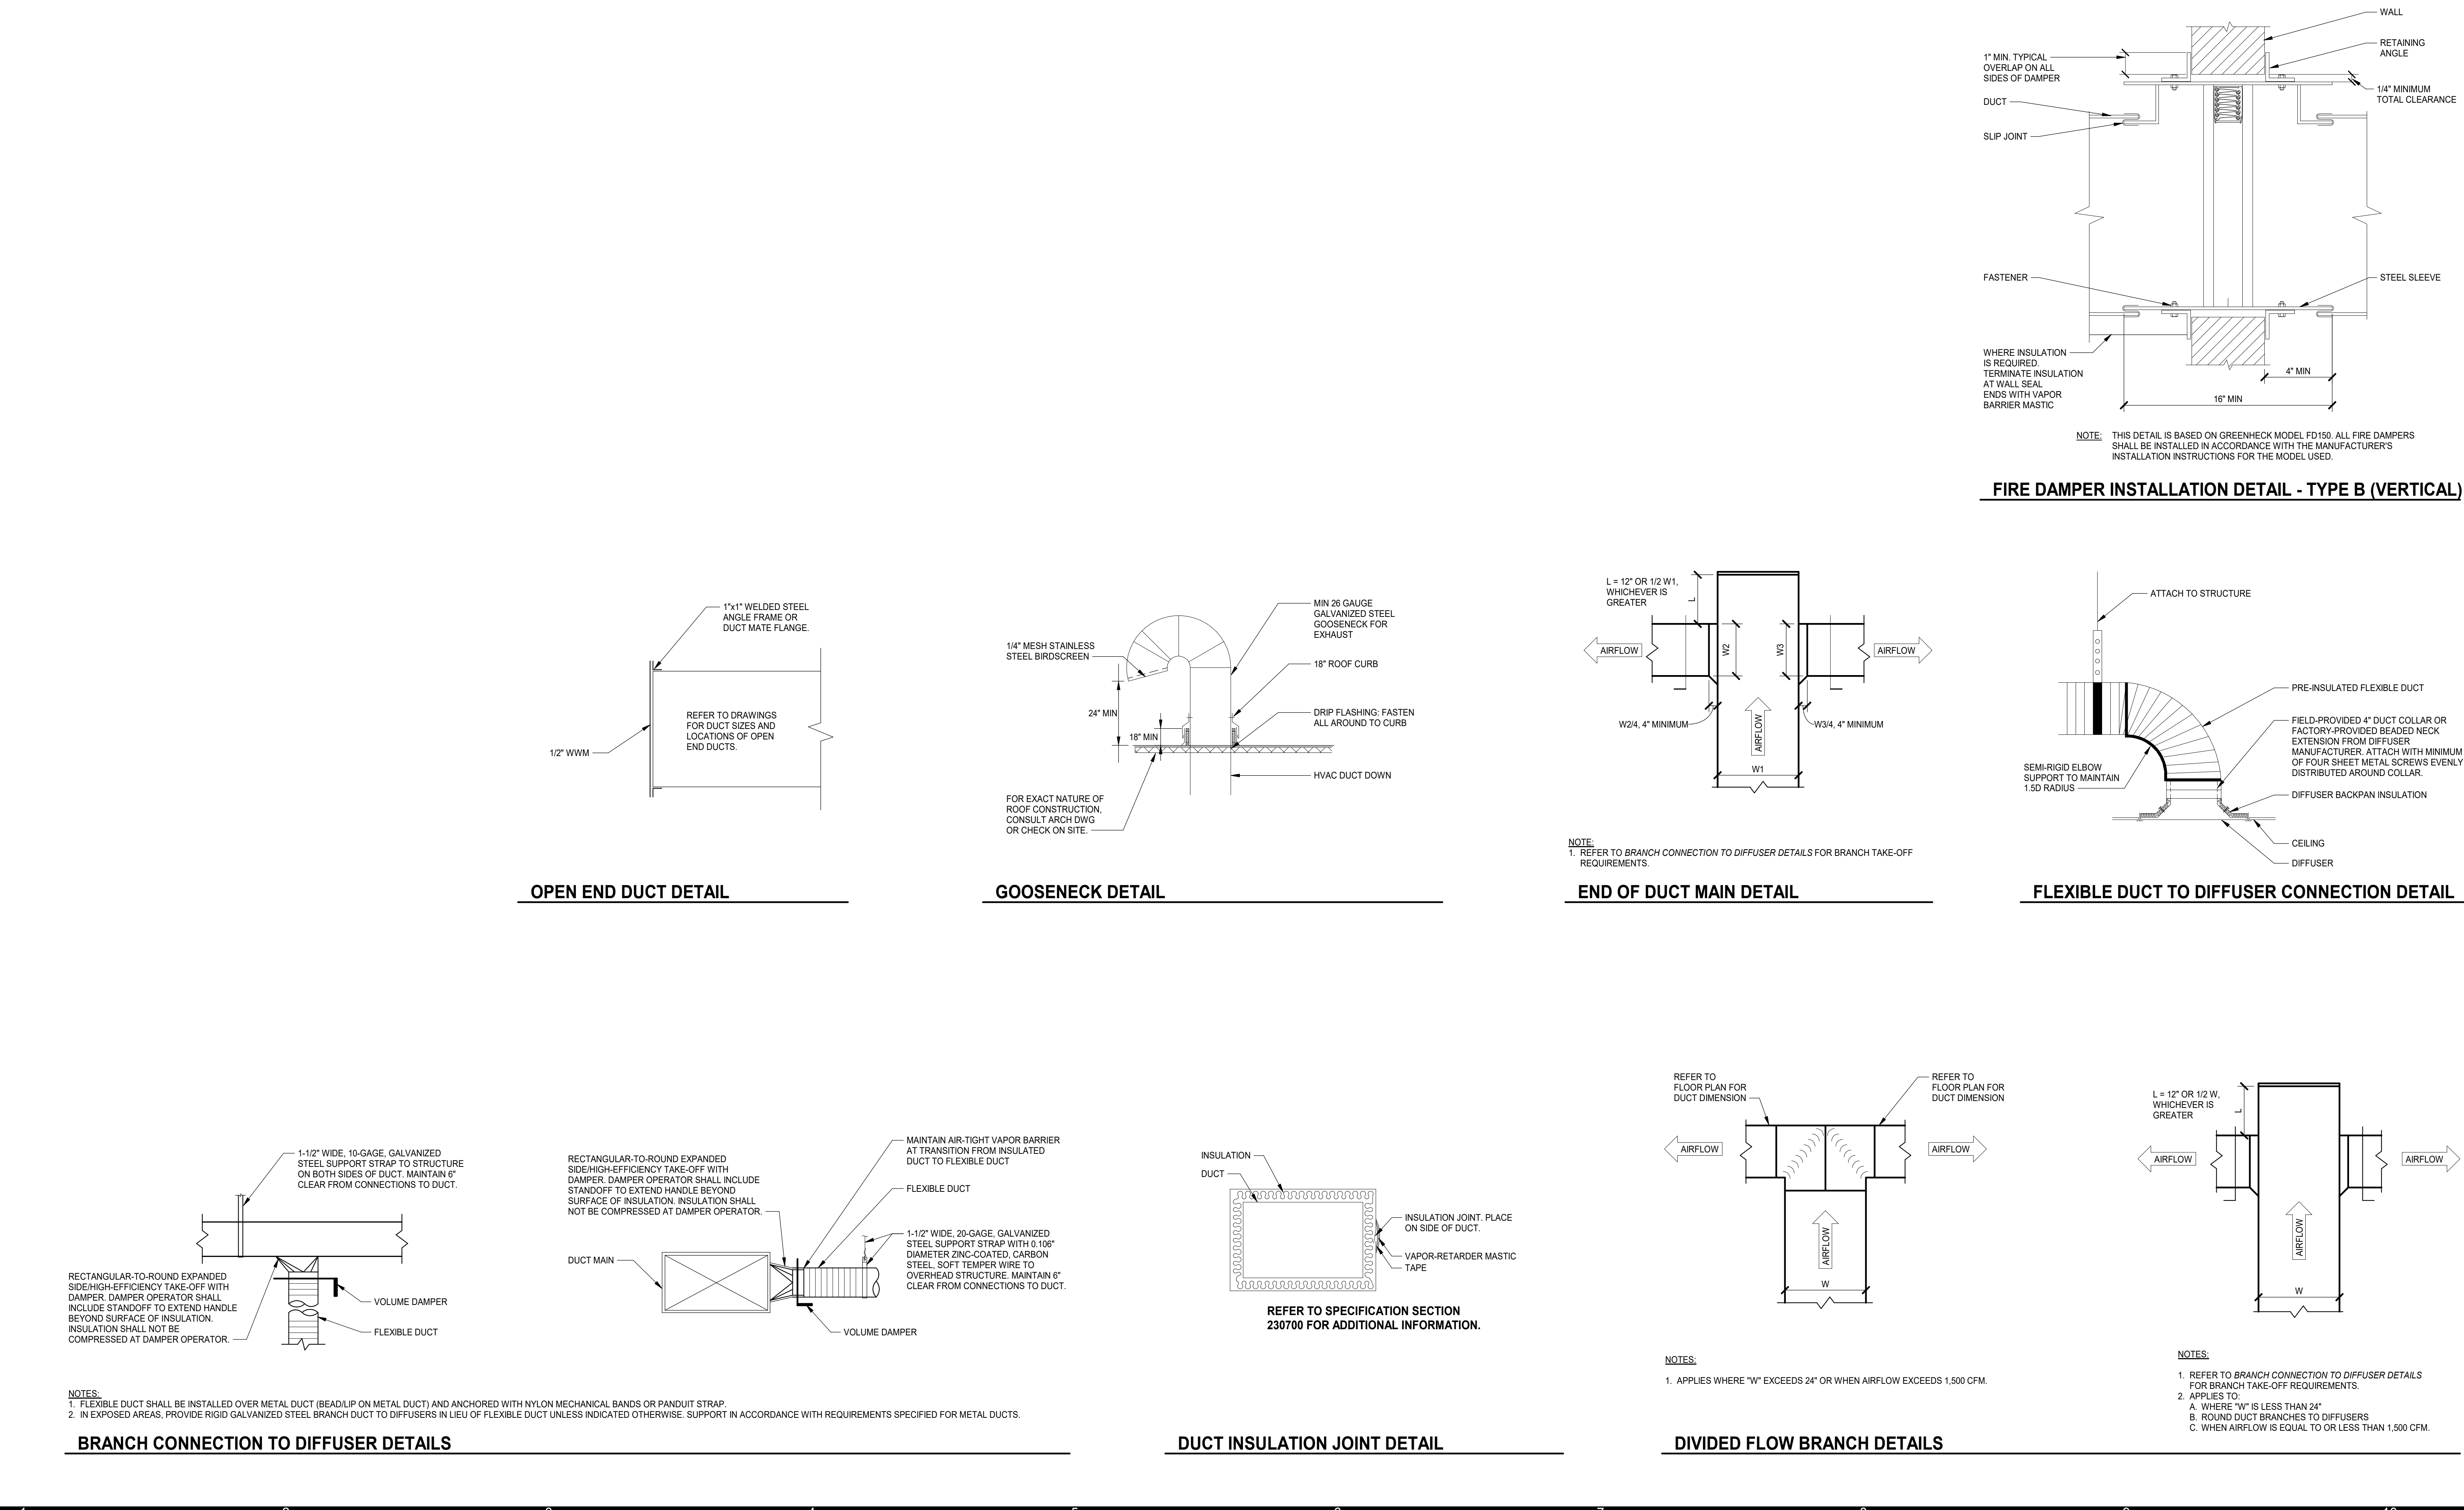 WALL
RETAINING
ANGLE
1" MIN. TYPICAL
OVERLAP ON ALL
SIDES OF DAMPER
1/4" MINIMUM
TOTAL CLEARANCE
DUCT
SLIP JOINT
FASTENER
STEEL SLEEVE
WHERE INSULATION
IS REQUIRED.
TERMINATE INSULATION
AT WALL SEAL
ENDS WITH VAPOR
BARRIER MASTIC
4" MIN
16" MIN
NOTE: THIS DETAIL IS BASED ON GREENHECK MODEL FD150. ALL FIRE DAMPERS
SHALL BE INSTALLED IN ACCORDANCE WITH THE MANUFACTURER'S
INSTALLATION INSTRUCTIONS FOR THE MODEL USED.
FIRE DAMPER INSTALLATION DETAIL - TYPE B (VERTICAL)
1"x1" WELDED STEEL
ANGLE FRAME OR
DUCT MATE FLANGE.
REFER TO DRAWINGS
FOR DUCT SIZES AND
LOCATIONS OF OPEN
END DUCTS.
1/2" WWM
OPEN END DUCT DETAIL
MIN 26 GAUGE
GALVANIZED STEEL
GOOSENECK FOR
EXHAUST
1/4" MESH STAINLESS
STEEL BIRDSCREEN
18" ROOF CURB
24" MIN
18" MIN
DRIP FLASHING: FASTEN
ALL AROUND TO CURB
HVAC DUCT DOWN
FOR EXACT NATURE OF
ROOF CONSTRUCTION,
CONSULT ARCH DWG
OR CHECK ON SITE.
GOOSENECK DETAIL
L = 12" OR 1/2 W1,
WHICHEVER IS
GREATER
L
AIRFLOW
W2
W3
AIRFLOW
W2/4, 4" MINIMUM
W3/4, 4" MINIMUM
AIRFLOW
W1
NOTE:
1. REFER TO BRANCH CONNECTION TO DIFFUSER DETAILS FOR BRANCH TAKE-OFF
REQUIREMENTS.
END OF DUCT MAIN DETAIL
ATTACH TO STRUCTURE
PRE-INSULATED FLEXIBLE DUCT
FIELD-PROVIDED 4" DUCT COLLAR OR
FACTORY-PROVIDED BEADED NECK
EXTENSION FROM DIFFUSER
MANUFACTURER. ATTACH WITH MINIMUM
OF FOUR SHEET METAL SCREWS EVENLY
DISTRIBUTED AROUND COLLAR.
SEMI-RIGID ELBOW
SUPPORT TO MAINTAIN
1.5D RADIUS
DIFFUSER BACKPAN INSULATION
CEILING
DIFFUSER
FLEXIBLE DUCT TO DIFFUSER CONNECTION DETAIL
1-1/2" WIDE, 10-GAGE, GALVANIZED
STEEL SUPPORT STRAP TO STRUCTURE
ON BOTH SIDES OF DUCT. MAINTAIN 6"
CLEAR FROM CONNECTIONS TO DUCT.
RECTANGULAR-TO-ROUND EXPANDED
SIDE/HIGH-EFFICIENCY TAKE-OFF WITH
DAMPER. DAMPER OPERATOR SHALL
INCLUDE STANDOFF TO EXTEND HANDLE
BEYOND SURFACE OF INSULATION.
INSULATION SHALL NOT BE
COMPRESSED AT DAMPER OPERATOR.
VOLUME DAMPER
FLEXIBLE DUCT
RECTANGULAR-TO-ROUND EXPANDED
SIDE/HIGH-EFFICIENCY TAKE-OFF WITH
DAMPER. DAMPER OPERATOR SHALL INCLUDE
STANDOFF TO EXTEND HANDLE BEYOND
SURFACE OF INSULATION. INSULATION SHALL
NOT BE COMPRESSED AT DAMPER OPERATOR.
DUCT MAIN
MAINTAIN AIR-TIGHT VAPOR BARRIER
AT TRANSITION FROM INSULATED
DUCT TO FLEXIBLE DUCT
FLEXIBLE DUCT
1-1/2" WIDE, 20-GAGE, GALVANIZED
STEEL SUPPORT STRAP WITH 0.106"
DIAMETER ZINC-COATED, CARBON
STEEL, SOFT TEMPER WIRE TO
OVERHEAD STRUCTURE. MAINTAIN 6"
CLEAR FROM CONNECTIONS TO DUCT.
VOLUME DAMPER
NOTES:
1. FLEXIBLE DUCT SHALL BE INSTALLED OVER METAL DUCT (BEAD/LIP ON METAL DUCT) AND ANCHORED WITH NYLON MECHANICAL BANDS OR PANDUIT STRAP.
2. IN EXPOSED AREAS, PROVIDE RIGID GALVANIZED STEEL BRANCH DUCT TO DIFFUSERS IN LIEU OF FLEXIBLE DUCT UNLESS INDICATED OTHERWISE. SUPPORT IN ACCORDANCE WITH REQUIREMENTS SPECIFIED FOR METAL DUCTS.
BRANCH CONNECTION TO DIFFUSER DETAILS
INSULATION
DUCT
INSULATION JOINT. PLACE
ON SIDE OF DUCT.
VAPOR-RETARDER MASTIC
TAPE
REFER TO SPECIFICATION SECTION
230700 FOR ADDITIONAL INFORMATION.
DUCT INSULATION JOINT DETAIL
REFER TO
FLOOR PLAN FOR
DUCT DIMENSION
REFER TO
FLOOR PLAN FOR
DUCT DIMENSION
AIRFLOW
AIRFLOW
AIRFLOW
W
NOTES:
1. APPLIES WHERE "W" EXCEEDS 24" OR WHEN AIRFLOW EXCEEDS 1,500 CFM.
L = 12" OR 1/2 W,
WHICHEVER IS
GREATER
L
AIRFLOW
AIRFLOW
AIRFLOW
W
NOTES:
1. REFER TO BRANCH CONNECTION TO DIFFUSER DETAILS
FOR BRANCH TAKE-OFF REQUIREMENTS.
2. APPLIES TO:
A. WHERE "W" IS LESS THAN 24"
B. ROUND DUCT BRANCHES TO DIFFUSERS
C. WHEN AIRFLOW IS EQUAL TO OR LESS THAN 1,500 CFM.
DIVIDED FLOW BRANCH DETAILS